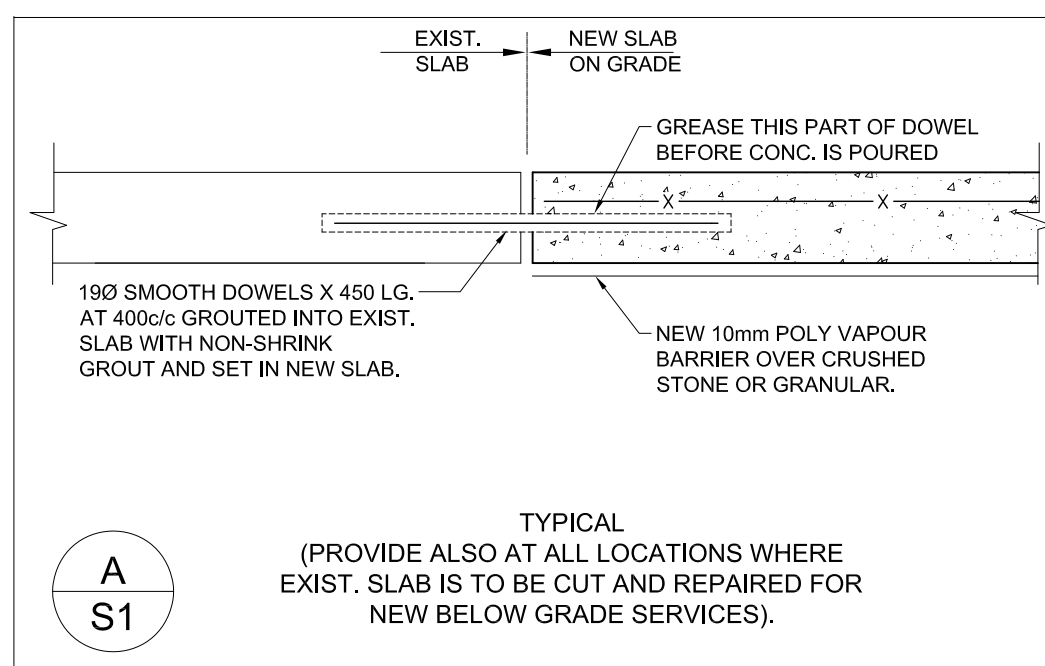 EXIST.
SLAB
NEW SLAB
ON GRADE
GREASE THIS PART OF DOWEL
BEFORE CONC. IS POURED
X
X
19Ø SMOOTH DOWELS X 450 LG.
AT 400c/c GROUTED INTO EXIST.
SLAB WITH NON-SHRINK
GROUT AND SET IN NEW SLAB.
NEW 10mm POLY VAPOUR
BARRIER OVER CRUSHED
STONE OR GRANULAR.
TYPICAL
(PROVIDE ALSO AT ALL LOCATIONS WHERE
EXIST. SLAB IS TO BE CUT AND REPAIRED FOR
NEW BELOW GRADE SERVICES).
A
S1